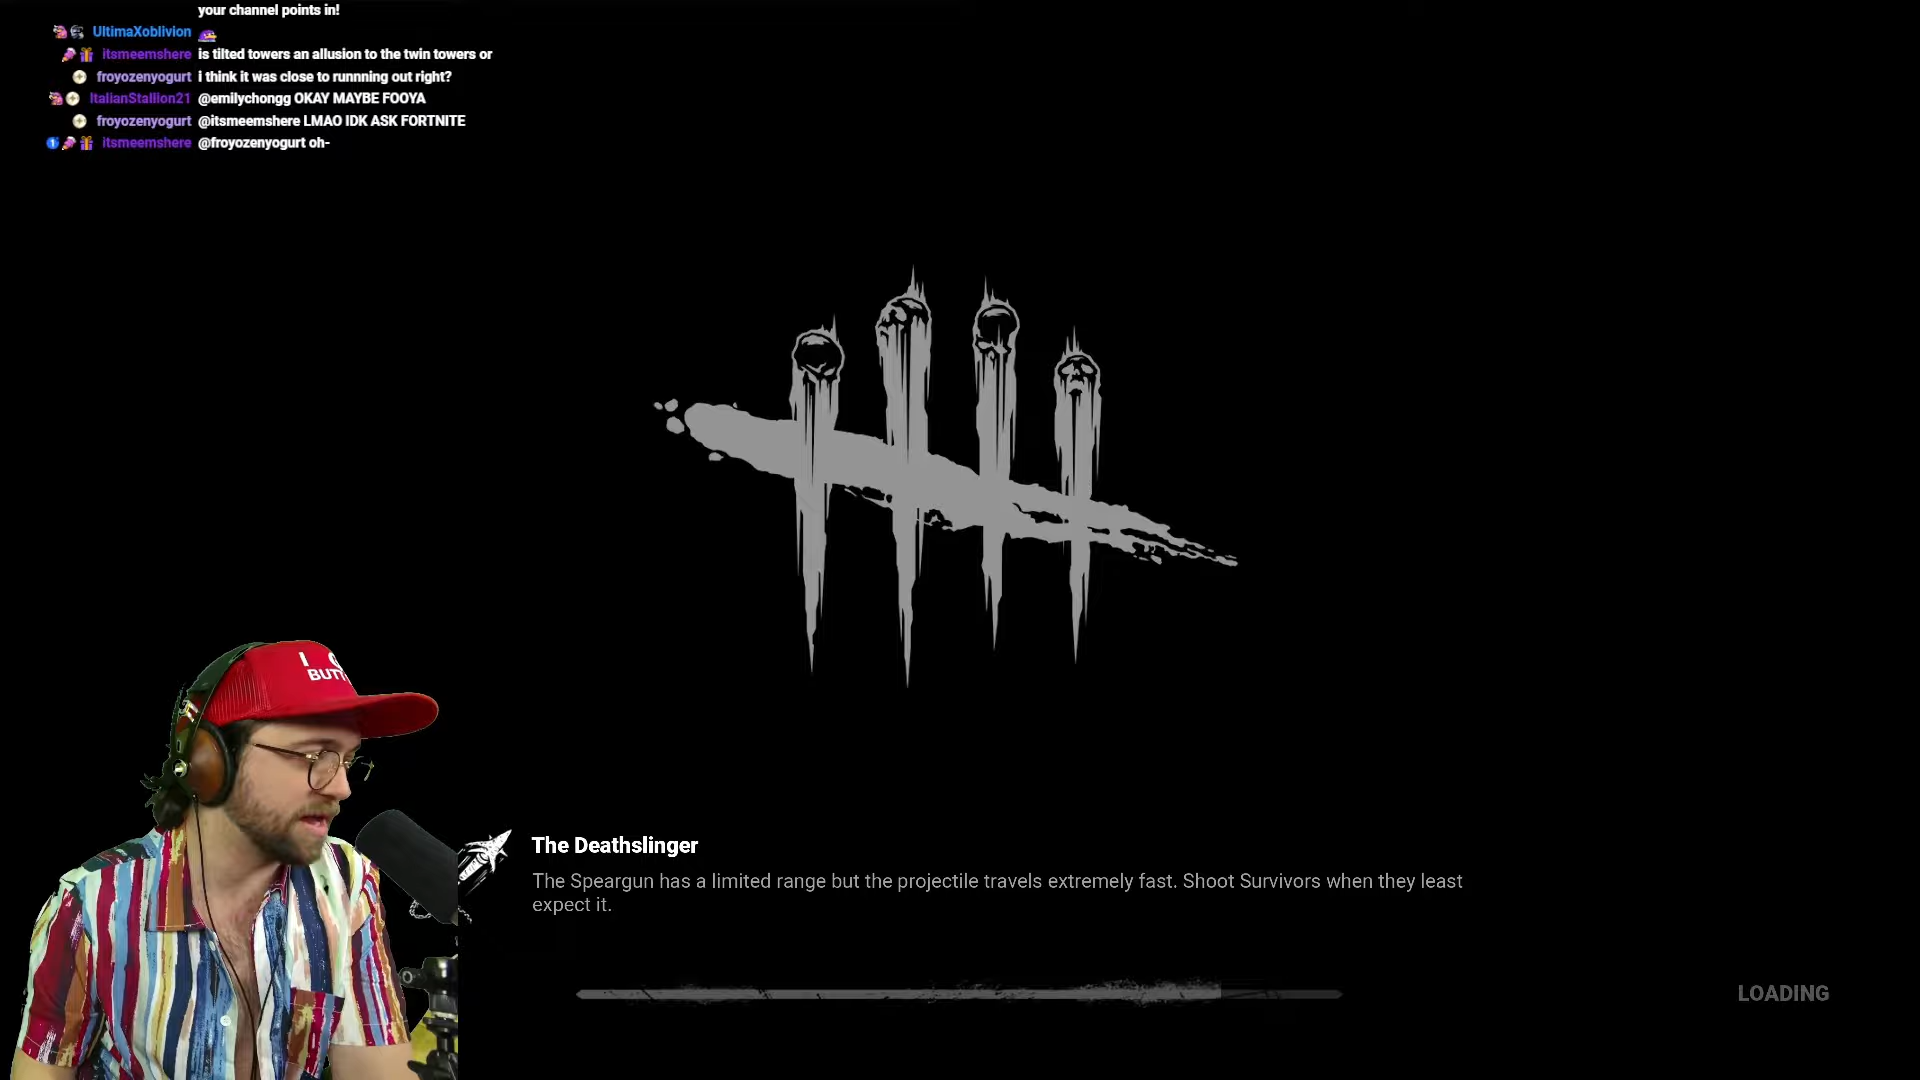 your channel points in!
UltimaXoblivion
itsmeemshere is tilted towers an allusion to the twin towers or
froyozenyogurt i think it was close to runnning out right?
ItalianStallion21 @emilychongg OKAY MAYBE FOOYA
froyozenyogurt @itsmeemshere LMAO IDK ASK FORTNITE
1 itsmeemshere @froyozenyogurt oh-
I
BUT
The Deathslinger
The Speargun has a limited range but the projectile travels extremely fast. Shoot Survivors when they least
expect it.
LOADING